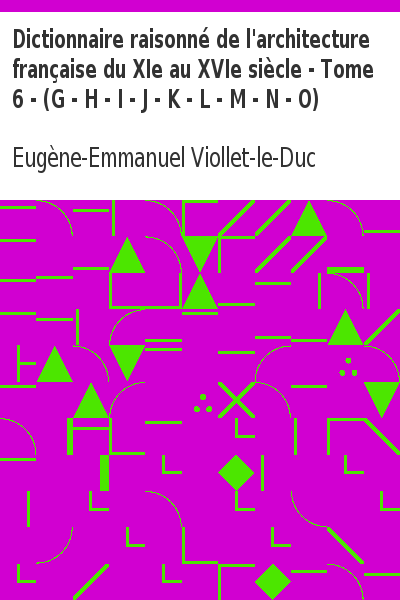 Dictionnaire raisonné de l'architecture
française du XIe au XVIe siècle - Tome
6 - (G - H - I - J - K - L - M - N - O)
Eugène-Emmanuel Viollet-le-Duc